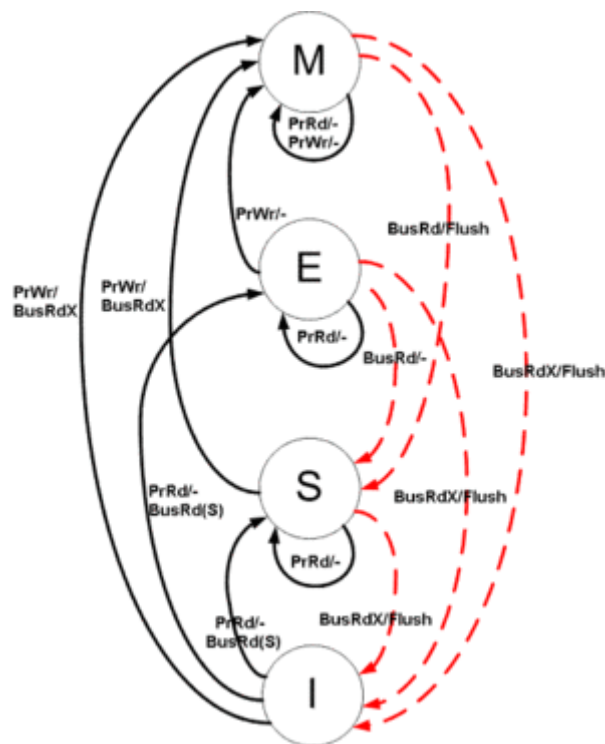 M
PrRd/-
PrWr/-
PrWr/-
BusRd/Flush
E
PrWr/
BusRdX
PrWr/
BusRdX
PrRd/-
BusRd/-
BusRdX/Flush
S
PrRd/-
BusRd(S)
BusRdX/Flush
PrRd/-
PrRd/-
BusRd(S)
BusRdX/Flush
I